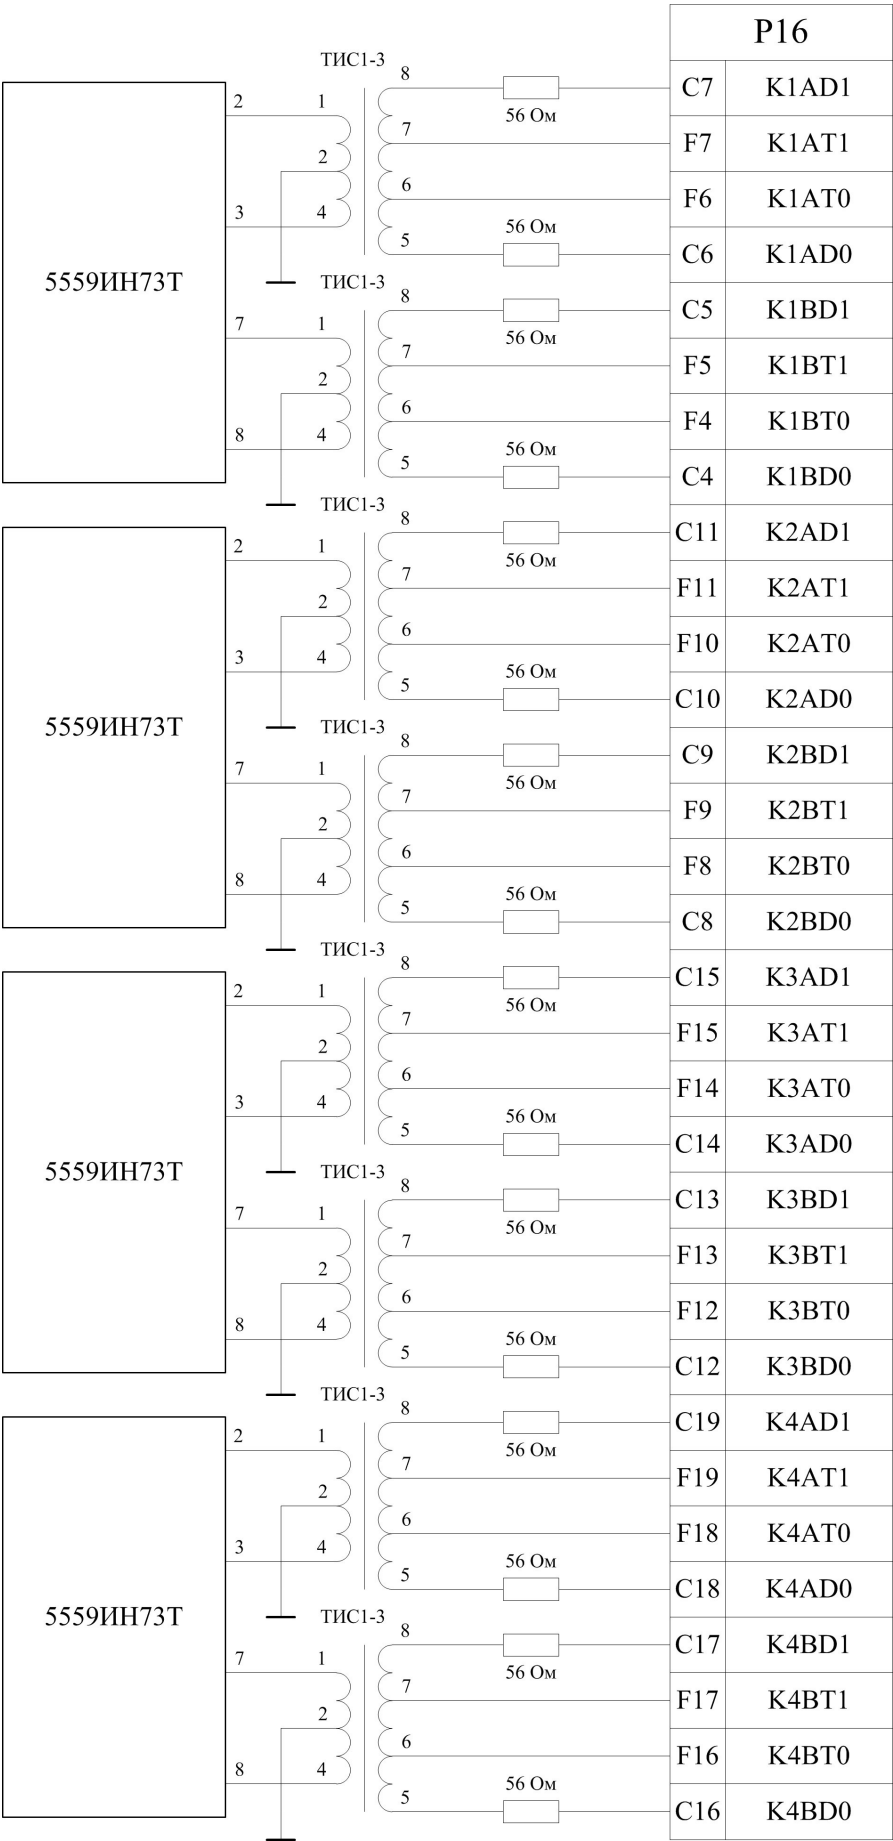 P16
ТИС1-3
8
C7 K1AD1
2 1
56 Ом
7
F7 K1AT1
2
6
F6 K1AT0
3 4
56 Ом
5
C6 K1AD0
5559ИН73Т
ТИС1-3
8
C5 K1BD1
7 1
56 Ом
7
F5 K1BT1
2
6
F4 K1BT0
8 4
56 Ом
5
C4 K1BD0
ТИС1-3
8
C11 K2AD1
2 1
56 Ом
7
F11 K2AT1
2
6
F10 K2AT0
3 4
56 Ом
5
C10 K2AD0
5559ИН73Т
ТИС1-3
8
C9 K2BD1
7 1
56 Ом
7
F9 K2BT1
2
6
F8 K2BT0
8 4
56 Ом
5
C8 K2BD0
ТИС1-3
8
C15 K3AD1
2 1
56 Ом
7
F15 K3AT1
2
6
F14 K3AT0
3 4
56 Ом
5
C14 K3AD0
5559ИН73Т
ТИС1-3
8
C13 K3BD1
7 1
56 Ом
7
F13 K3BT1
2
6
F12 K3BT0
8 4
56 Ом
5
C12 K3BD0
ТИС1-3
8
C19 K4AD1
2 1
56 Ом
7
F19 K4AT1
2
6
F18 K4AT0
3 4
56 Ом
5
C18 K4AD0
5559ИН73Т
ТИС1-3
8
C17 K4BD1
7 1
56 Ом
7
F17 K4BT1
2
6
F16 K4BT0
8 4
56 Ом
5
C16 K4BD0